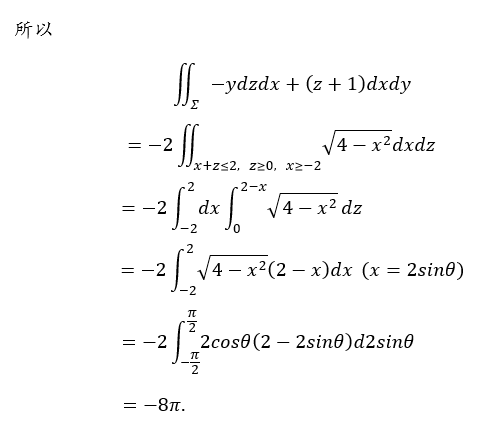 所以
∬_Σ -ydzdx + (z + 1)dxdy
= -2∬_{x+z≤2, z≥0, x≥-2} √(4 - x²)dxdz
= -2∫_{-2}^{2} dx ∫_{0}^{2-x} √(4 - x²) dz
= -2∫_{-2}^{2} √(4 - x²)(2 - x)dx (x = 2sinθ)
= -2∫_{-π/2}^{π/2} 2cosθ(2 - 2sinθ)d2sinθ
= -8π.